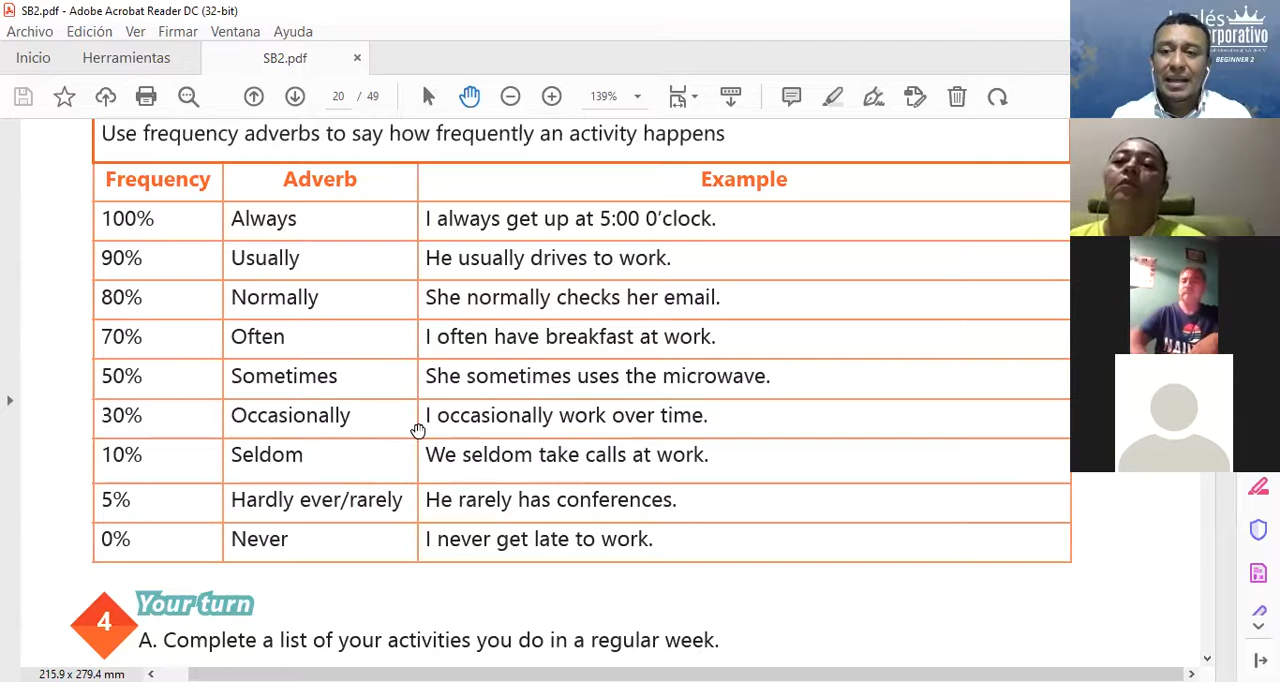 SB2.pdf - Adobe Acrobat Reader DC (32-bit)
Archivo Edición Ver Firmar Ventana Ayuda
Inicio Herramientas SB2.pdf ×
20 / 49 139%
Use frequency adverbs to say how frequently an activity happens
Frequency Adverb Example
100% Always I always get up at 5:00 0’clock.
90% Usually He usually drives to work.
80% Normally She normally checks her email.
70% Often I often have breakfast at work.
50% Sometimes She sometimes uses the microwave.
30% Occasionally I occasionally work over time.
10% Seldom We seldom take calls at work.
5% Hardly ever/rarely He rarely has conferences.
0% Never I never get late to work.
4 Your turn
A. Complete a list of your activities you do in a regular week.
215.9 x 279.4 mm
BEGINNER 2